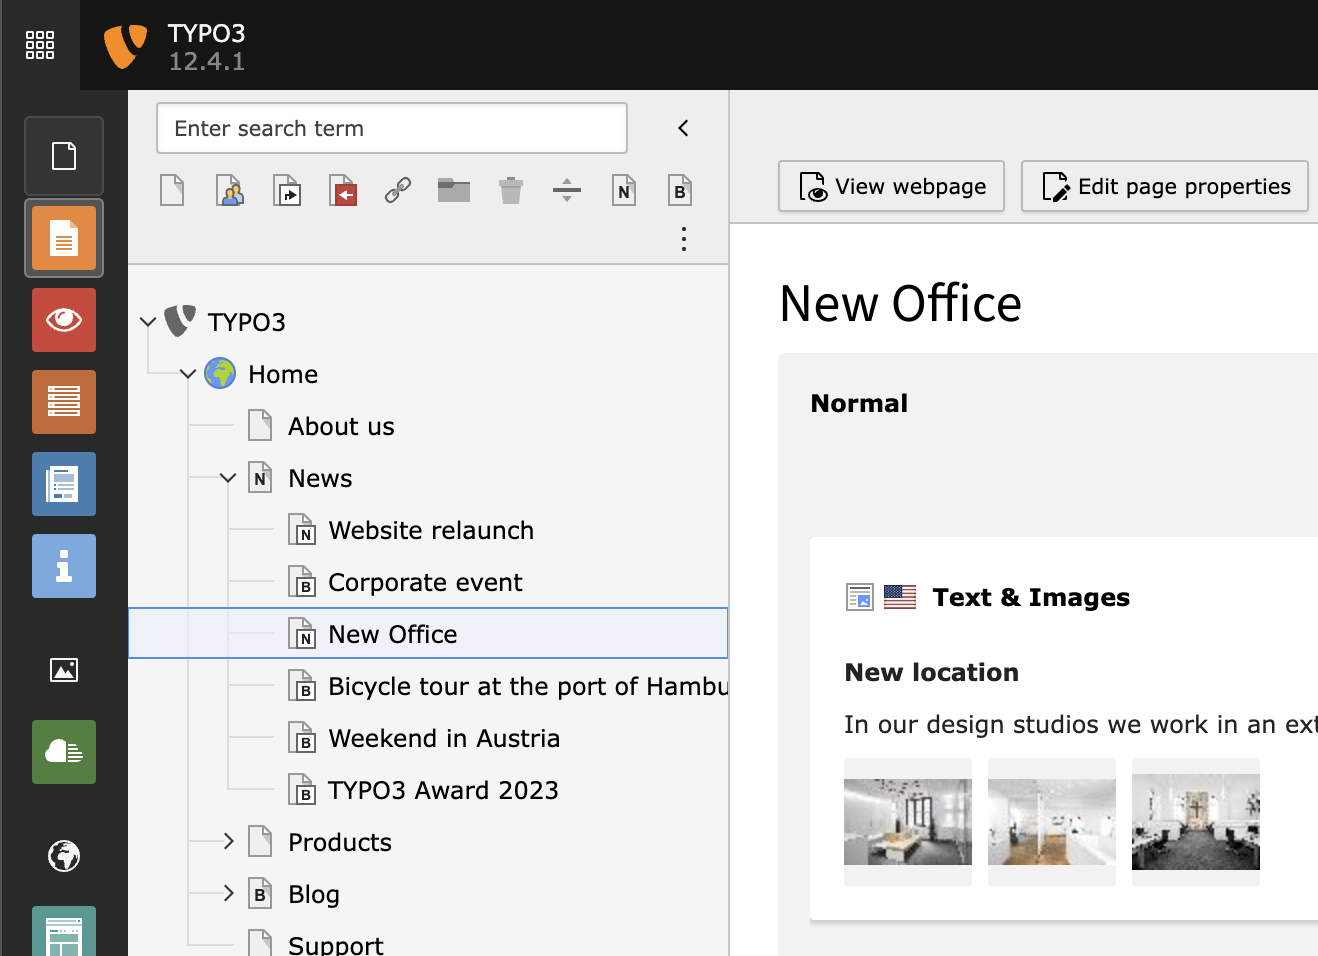 TYPO3
12.4.1
Enter search term
N
B
View webpage
Edit page properties
TYPO3
Home
About us
N News
N Website relaunch
B Corporate event
N New Office
B Bicycle tour at the port of Hambu
B Weekend in Austria
B TYPO3 Award 2023
Products
B Blog
Support
New Office
Normal
Text & Images
New location
In our design studios we work in an ext